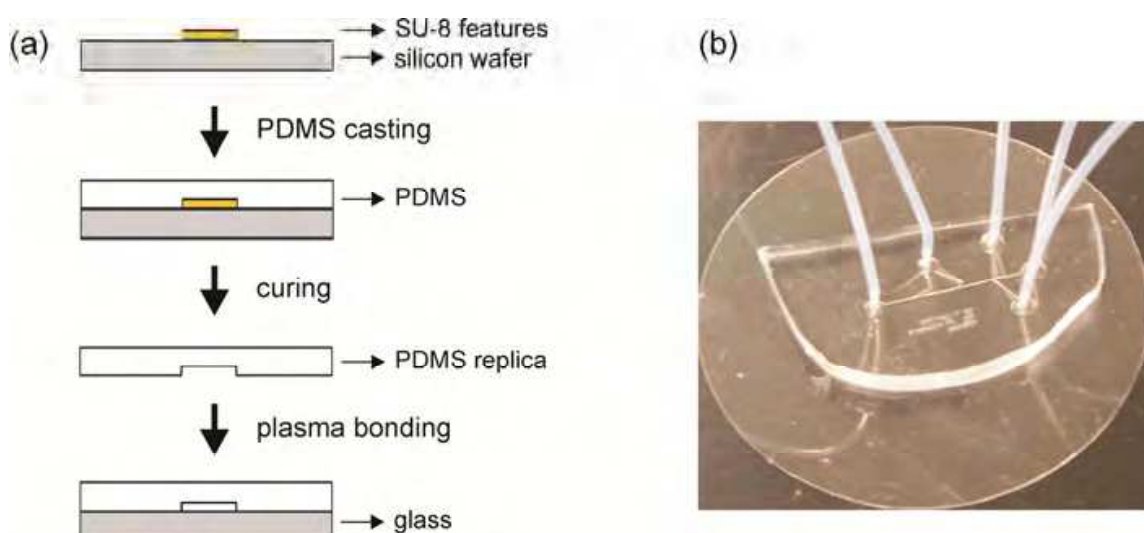 (a)
SU-8 features
silicon wafer
PDMS casting
PDMS
curing
PDMS replica
plasma bonding
glass
(b)